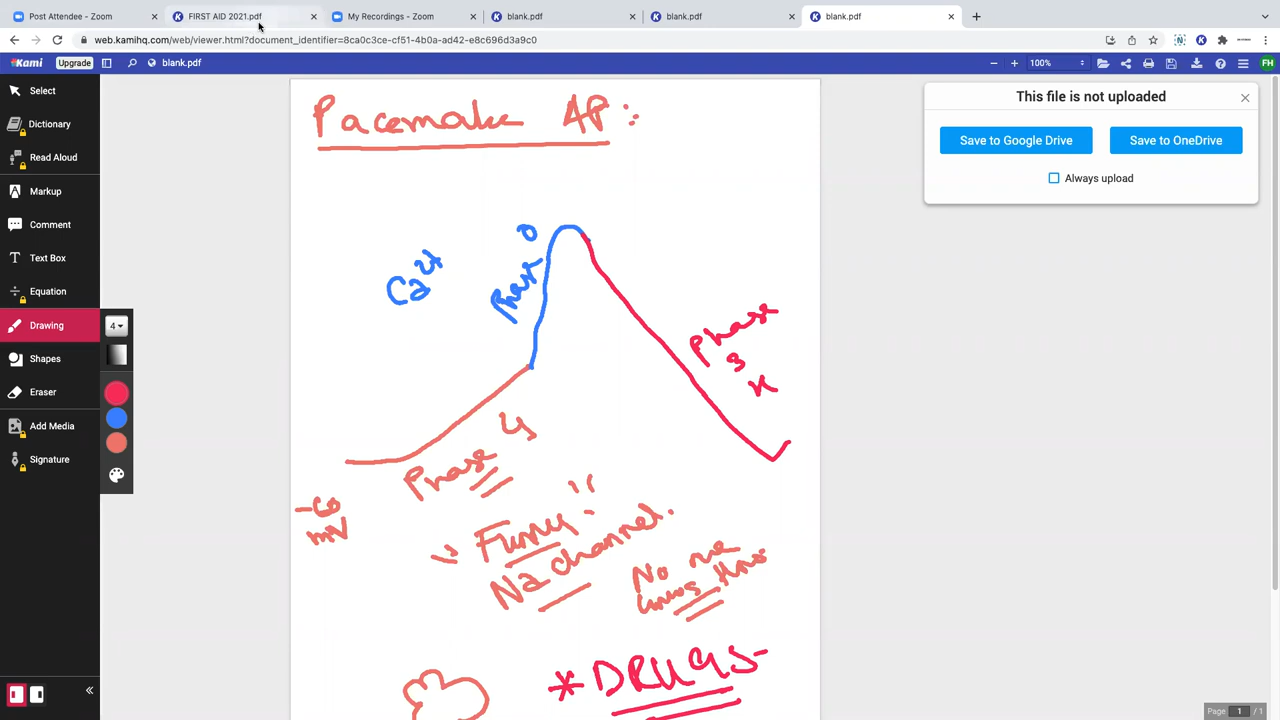 Post Attendee - Zoom
FIRST AID 2021.pdf
My Recordings - Zoom
blank.pdf
blank.pdf
blank.pdf
web.kamihq.com/web/viewer.html?document_identifier=8ca0c3ce-cf51-4b0a-ad42-e8c696d3a9c0
Kami
Upgrade
blank.pdf
100%
FH
Select
Dictionary
Read Aloud
Markup
Comment
Text Box
Equation
Drawing
Shapes
Eraser
Add Media
Signature
4
This file is not uploaded
Save to Google Drive
Save to OneDrive
Always upload
Pacemake AP:
Ca2+
Phase 0
Phase
3
K
Phase 4
-60
mV
"Funny"
Na channel.
No one
knows
* DRUGS-
Page 1 / 1